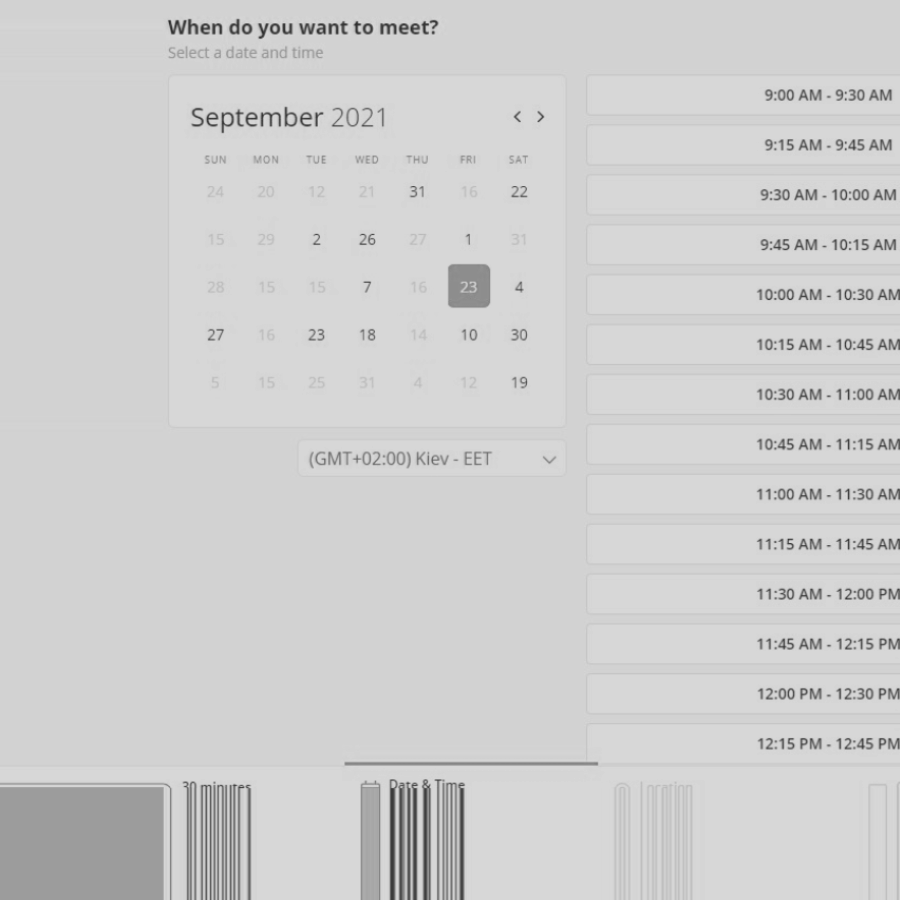 When do you want to meet?
Select a date and time
September 2021
SUN MON TUE WED THU FRI SAT
24 20 12 21 31 16 22
15 29 2 26 27 1 31
28 15 15 7 16 23 4
27 16 23 18 14 10 30
5 15 25 31 4 12 19
(GMT+02:00) Kiev - EET
9:00 AM - 9:30 AM
9:15 AM - 9:45 AM
9:30 AM - 10:00 AM
9:45 AM - 10:15 AM
10:00 AM - 10:30 AM
10:15 AM - 10:45 AM
10:30 AM - 11:00 AM
10:45 AM - 11:15 AM
11:00 AM - 11:30 AM
11:15 AM - 11:45 AM
11:30 AM - 12:00 PM
11:45 AM - 12:15 PM
12:00 PM - 12:30 PM
12:15 PM - 12:45 PM
30 minutes
Date & Time